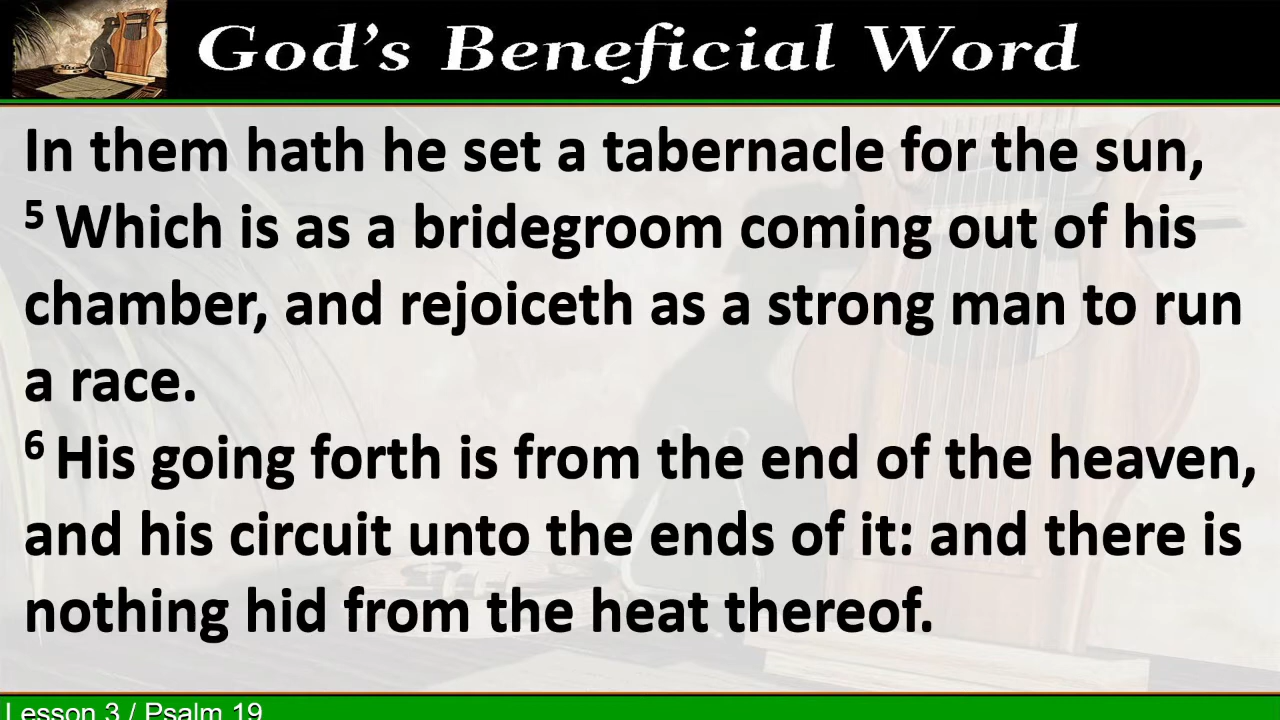 God's Beneficial Word
In them hath he set a tabernacle for the sun,
5 Which is as a bridegroom coming out of his
chamber, and rejoiceth as a strong man to run
a race.
6 His going forth is from the end of the heaven,
and his circuit unto the ends of it: and there is
nothing hid from the heat thereof.
Lesson 3 / Psalm 19